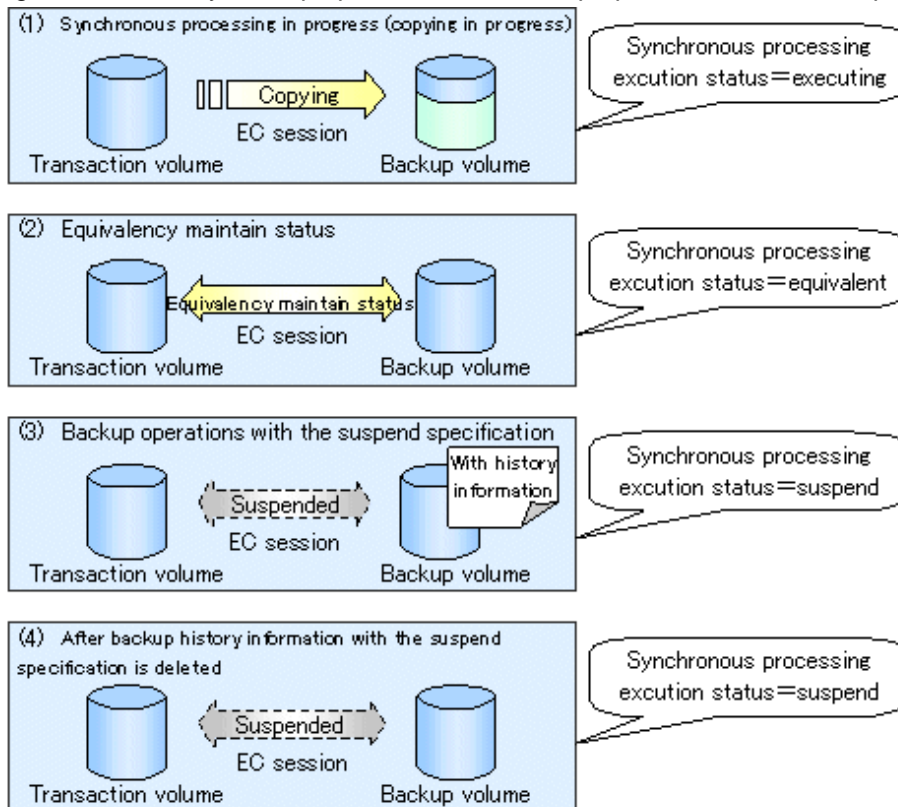 (1) Synchronous processing in progress (copying in progress)
Copying
EC session
Transaction volume
Backup volume
Synchronous processing
excution status=executing
(2) Equivalency maintain status
Equivalency maintain status
EC session
Transaction volume
Backup volume
Synchronous processing
excution status=equivalent
(3) Backup operations with the suspend specification
With history
information
Suspended
EC session
Transaction volume
Backup volume
Synchronous processing
excution status=suspend
(4) After backup history information with the suspend
specification is deleted
Suspended
EC session
Transaction volume
Backup volume
Synchronous processing
excution status=suspend